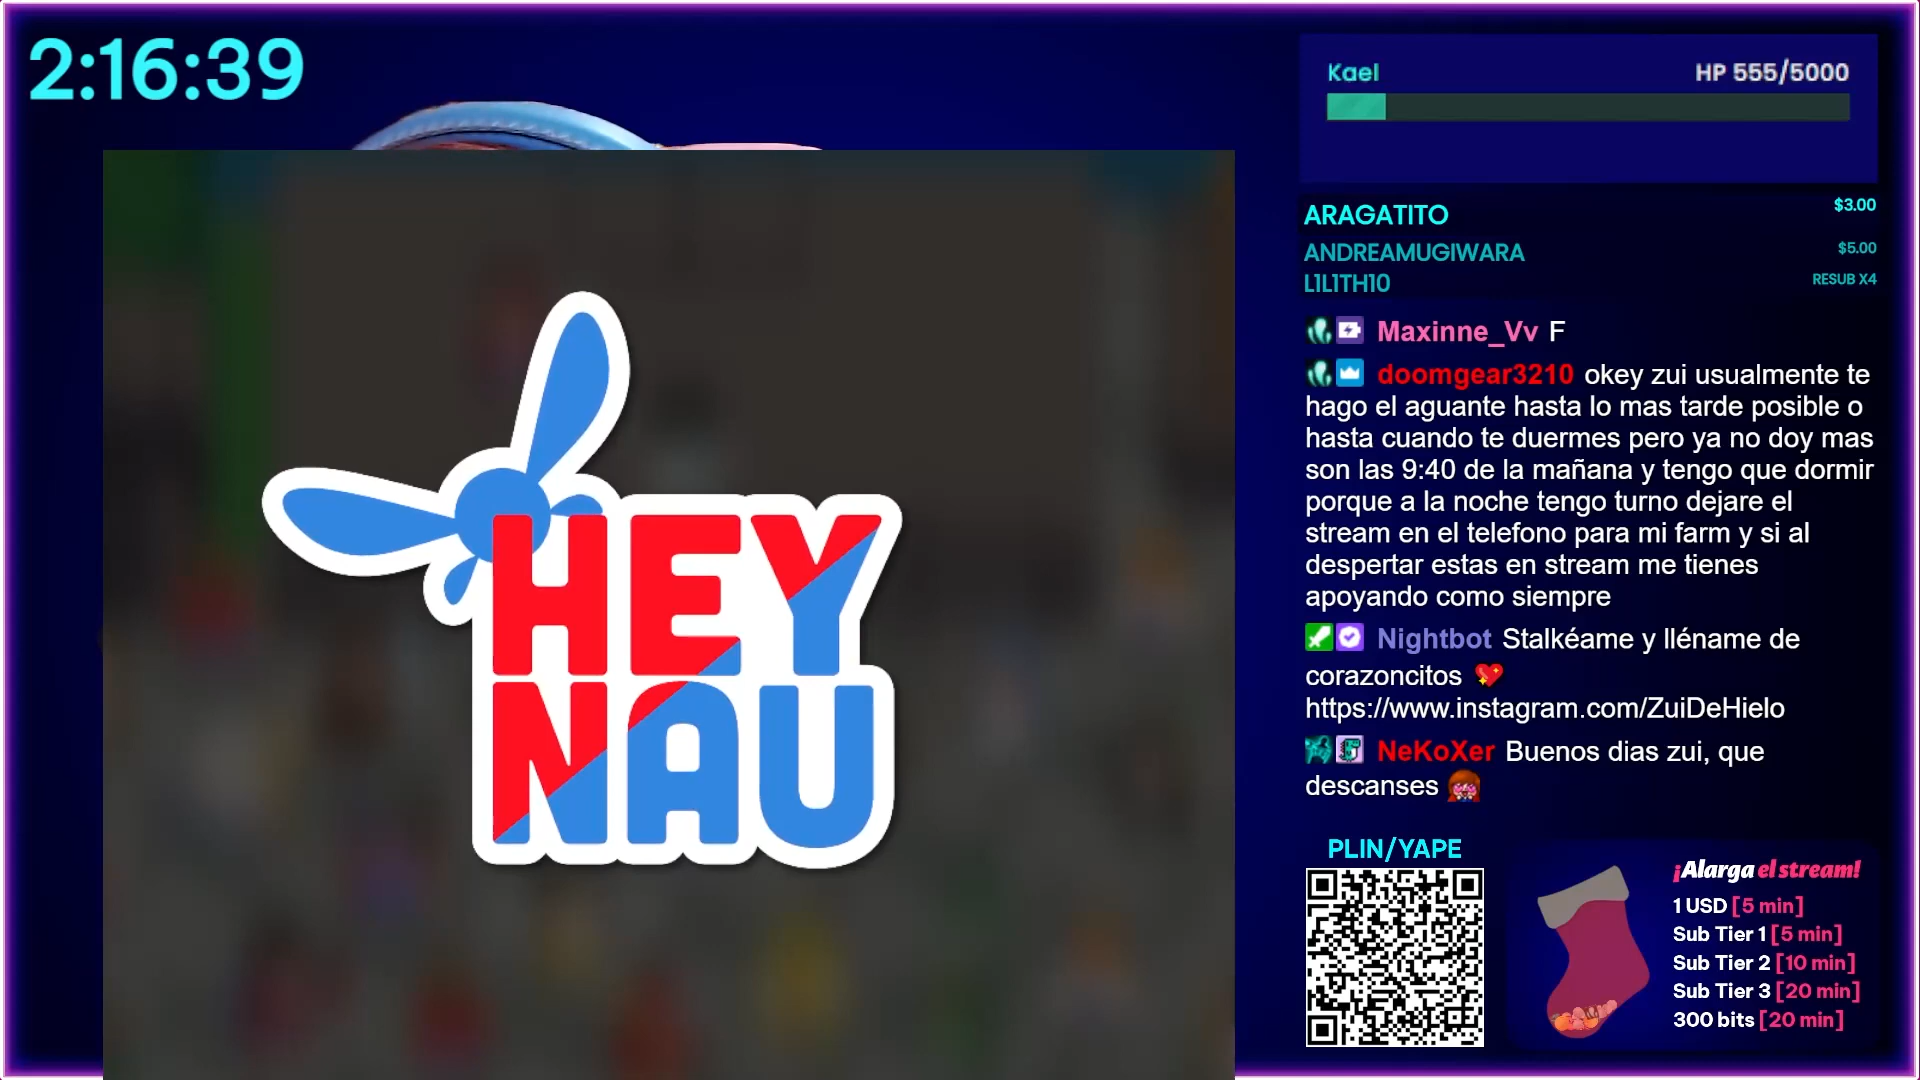 2:16:39
HEY
NAU
Kael HP 555/5000
ARAGATITO $3.00
ANDREAMUGIWARA $5.00
L1L1TH10 RESUB X4
Maxinne_Vv F
doomgear3210 okey zui usualmente te
hago el aguante hasta lo mas tarde posible o
hasta cuando te duermes pero ya no doy mas
son las 9:40 de la mañana y tengo que dormir
porque a la noche tengo turno dejare el
stream en el telefono para mi farm y si al
despertar estas en stream me tienes
apoyando como siempre
Nightbot Stalkéame y lléname de
corazoncitos 💖
https://www.instagram.com/ZuiDeHielo
NeKoXer Buenos dias zui, que
descanses
PLIN/YAPE
¡Alarga el stream!
1 USD [5 min]
Sub Tier 1 [5 min]
Sub Tier 2 [10 min]
Sub Tier 3 [20 min]
300 bits [20 min]